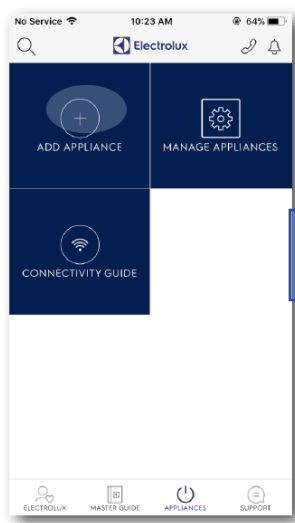 No Service 10:23 AM 64%
Electrolux
ADD APPLIANCE MANAGE APPLIANCES
CONNECTIVITY GUIDE
ELECTROLUX MASTER GUIDE APPLIANCES SUPPORT